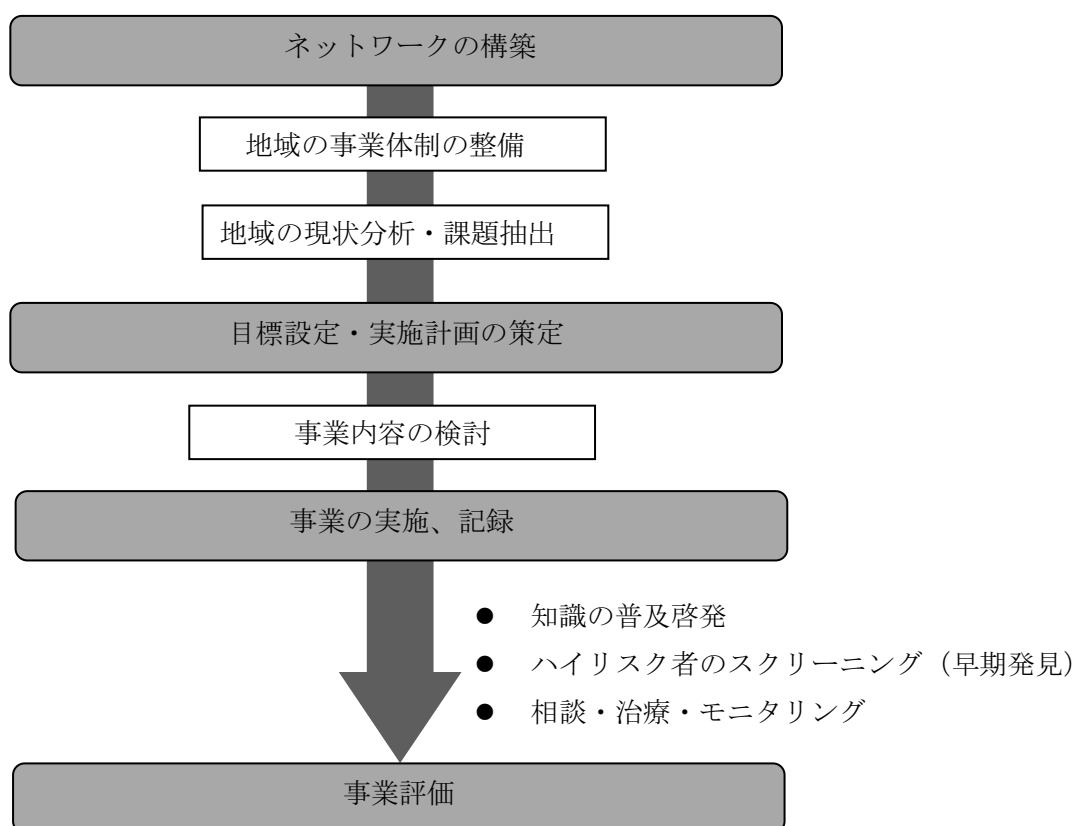 ネットワークの構築
地域の事業体制の整備
地域の現状分析・課題抽出
目標設定・実施計画の策定
事業内容の検討
事業の実施、記録
● 知識の普及啓発
● ハイリスク者のスクリーニング（早期発見）
● 相談・治療・モニタリング
事業評価